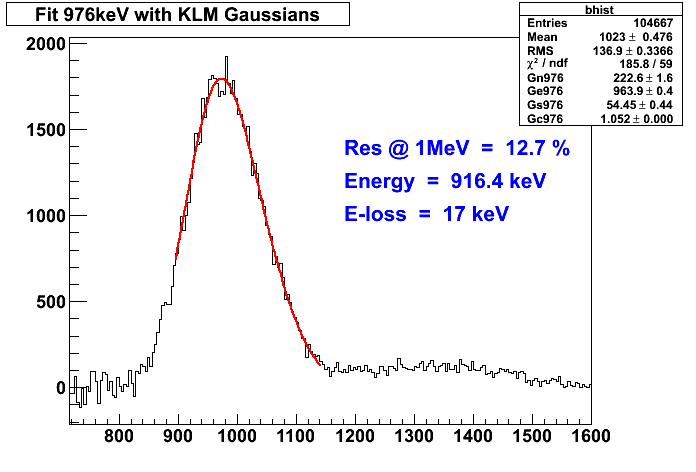 Fit 976keV with KLM Gaussians
bhist
Entries 104667
Mean 1023 ± 0.476
RMS 136.9 ± 0.3366
χ² / ndf 185.8 / 59
Gn976 222.6 ± 1.6
Ge976 963.9 ± 0.4
Gs976 54.45 ± 0.44
Gc976 1.052 ± 0.000
Res @ 1MeV = 12.7 %
Energy = 916.4 keV
E-loss = 17 keV
2000
1500
1000
500
0
800 900 1000 1100 1200 1300 1400 1500 1600